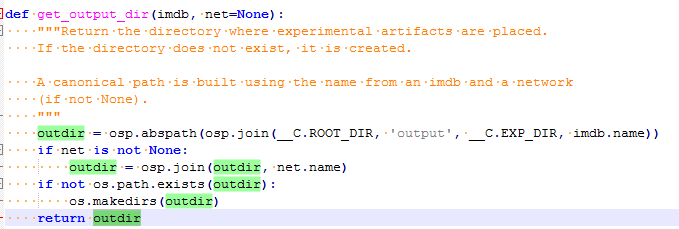 def get_output_dir(imdb, net=None):
    """Return the directory where experimental artifacts are placed.
    If the directory does not exist, it is created.

    A canonical path is built using the name from an imdb and a network
    (if not None).
    """
    outdir = osp.abspath(osp.join(__C.ROOT_DIR, 'output', __C.EXP_DIR, imdb.name))
    if net is not None:
        outdir = osp.join(outdir, net.name)
    if not os.path.exists(outdir):
        os.makedirs(outdir)
    return outdir